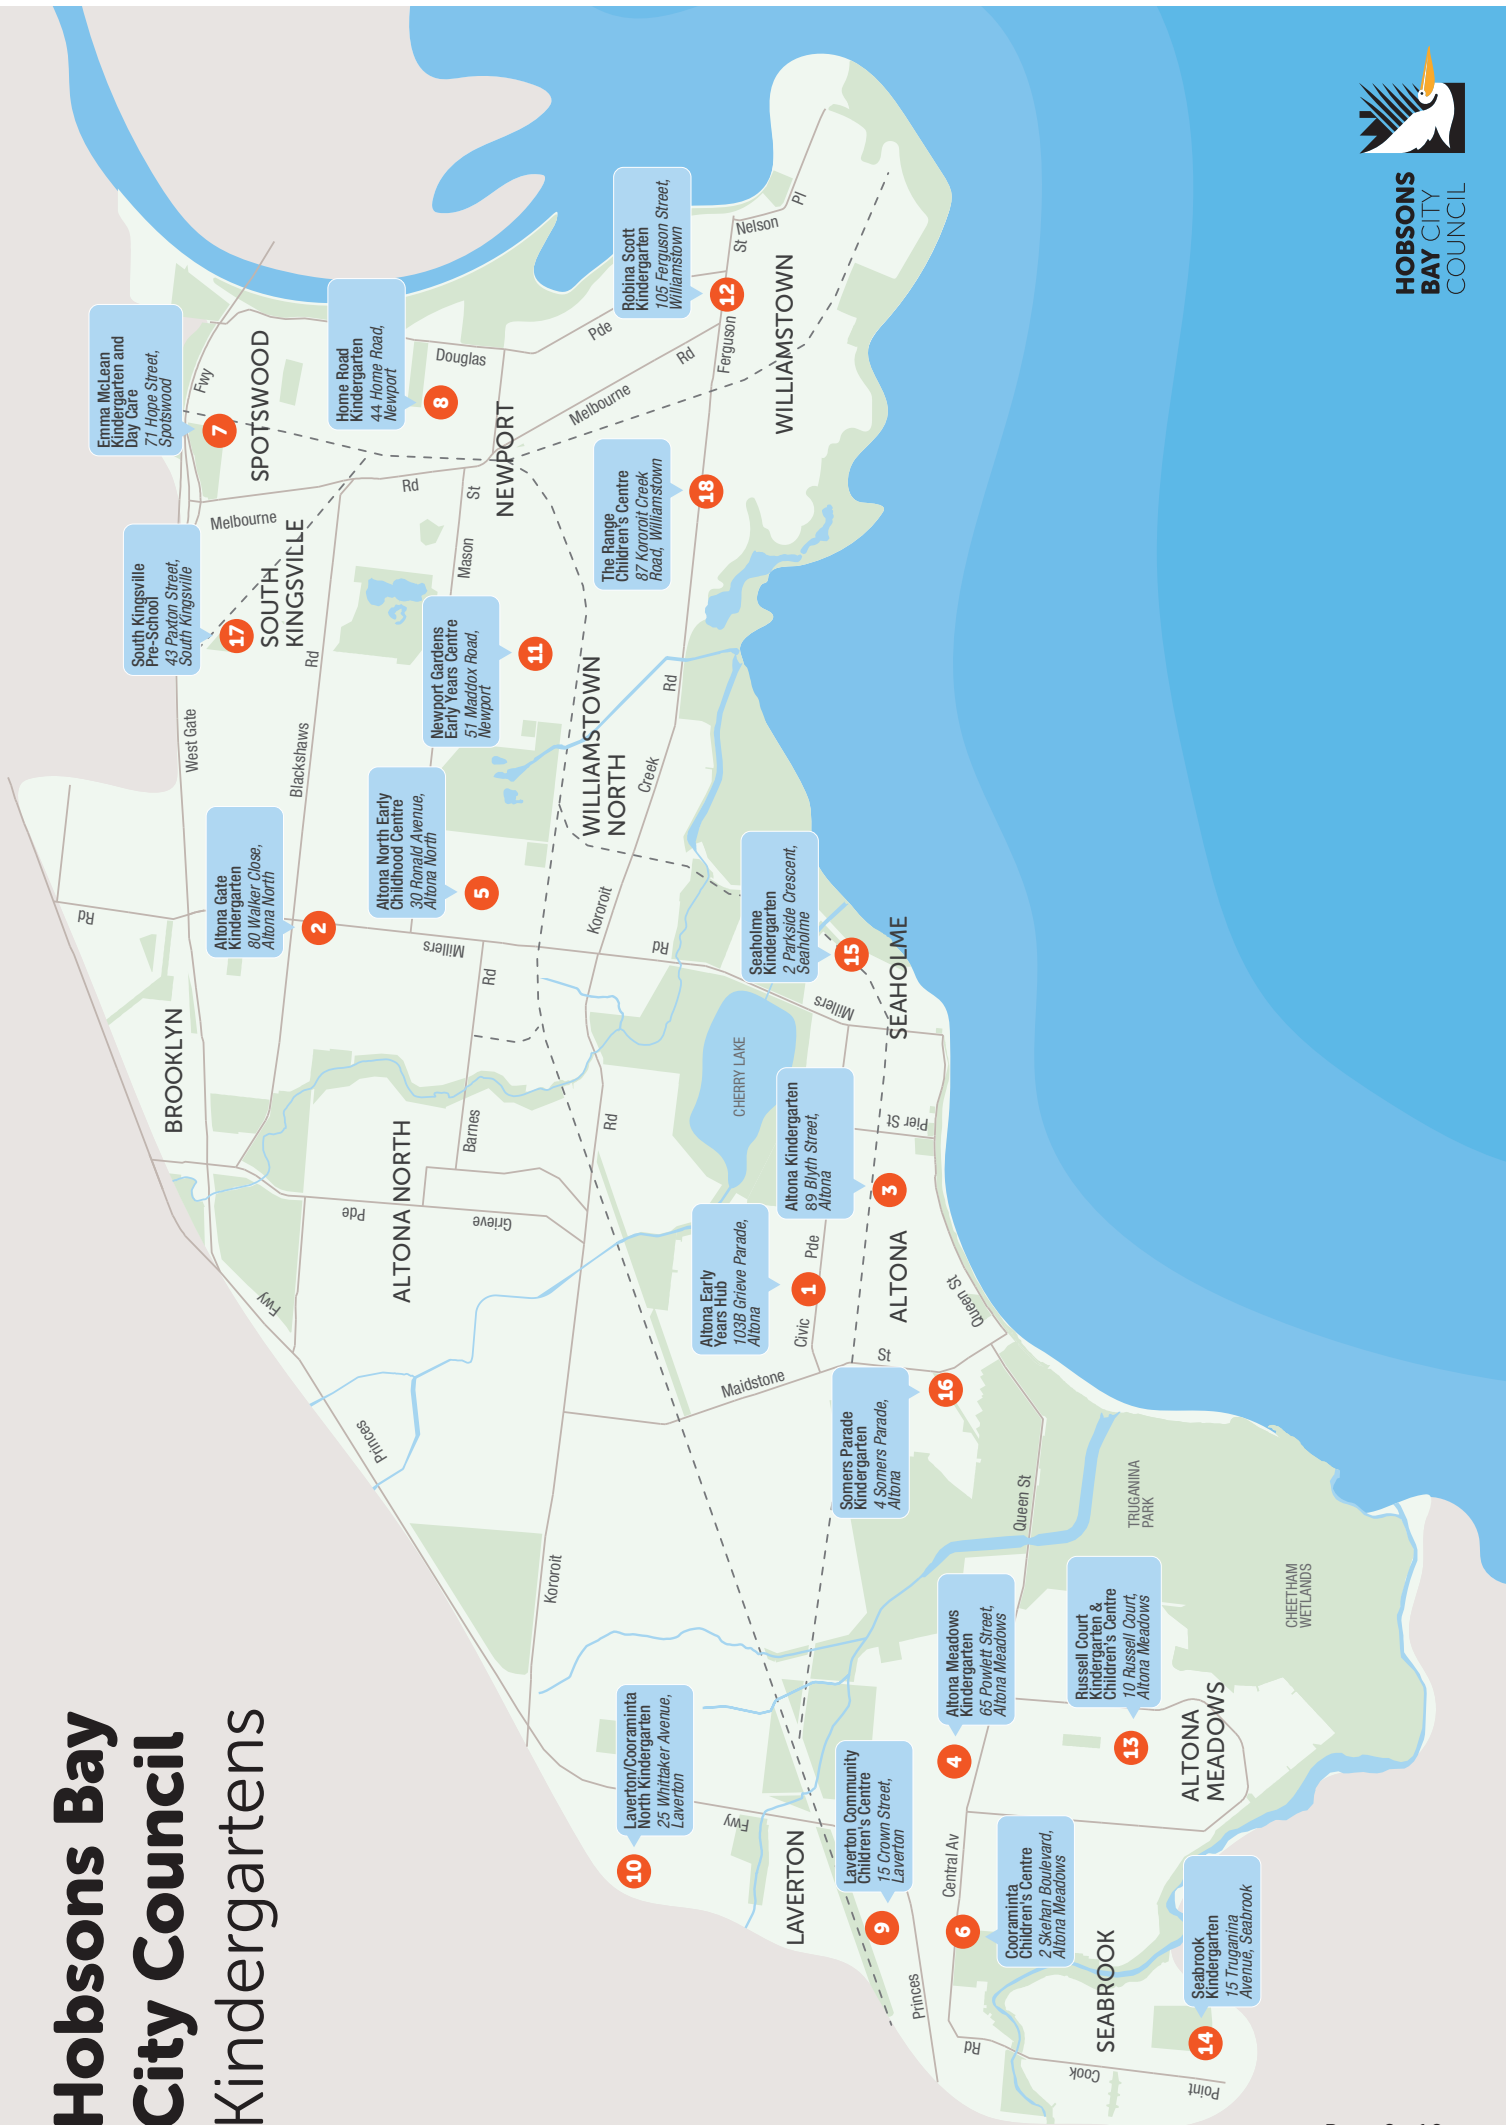 Hobsons Bay
City Council
Kindergartens
HOBSONS
BAY CITY
COUNCIL
Emma McLean
Kindergarten and
Day Care
71 Hope Street,
Spotswood
7
South Kingsville
Pre-School
43 Paxton Street,
South Kingsville
17
Altona Gate
Kindergarten
80 Walker Close,
Altona North
2
Home Road
Kindergarten
44 Home Road,
Newport
8
Altona North Early
Childhood Centre
30 Ronald Avenue,
Altona North
5
Newport Gardens
Early Years Centre
51 Maddox Road,
Newport
11
The Range
Children's Centre
87 Kororoit Creek
Road, Williamstown
18
Robina Scott
Kindergarten
105 Ferguson Street,
Williamstown
12
Seaholme
Kindergarten
2 Parkside Crescent,
Seaholme
15
Altona Kindergarten
89 Blyth Street,
Altona
3
Altona Early
Years Hub
103B Grieve Parade,
Altona
1
Somers Parade
Kindergarten
4 Somers Parade,
Altona
16
Laverton/Cooraminta
North Kindergarten
25 Whittaker Avenue,
Laverton
10
Laverton Community
Children's Centre
15 Crown Street,
Laverton
9
Altona Meadows
Kindergarten
65 Powlett Street,
Altona Meadows
4
Russell Court
Kindergarten &
Children's Centre
10 Russell Court,
Altona Meadows
13
Cooraminta
Children's Centre
2 Skehan Boulevard,
Altona Meadows
6
Seabrook
Kindergarten
15 Truganina
Avenue, Seabrook
14
BROOKLYN
SPOTSWOOD
SOUTH
KINGSVILLE
ALTONA NORTH
NEWPORT
WILLIAMSTOWN
NORTH
WILLIAMSTOWN
SEAHOLME
ALTONA
LAVERTON
ALTONA
MEADOWS
SEABROOK
CHERRY LAKE
TRUGANINA
PARK
CHEETHAM
WETLANDS
Rd
West Gate
Fwy
Melbourne
Rd
Blackshaws
Rd
Millers
Rd
Millers
Mason
St
Douglas
Pde
Melbourne
Rd
Ferguson
St
Nelson
Pl
Kororoit
Creek
Rd
Barnes
Rd
Grieve
Pde
Princes
Fwy
Kororoit
Rd
Civic
Pde
Pier St
Queen St
Maidstone
St
Queen St
Fwy
Princes
Central Av
Point
Cook
Rd